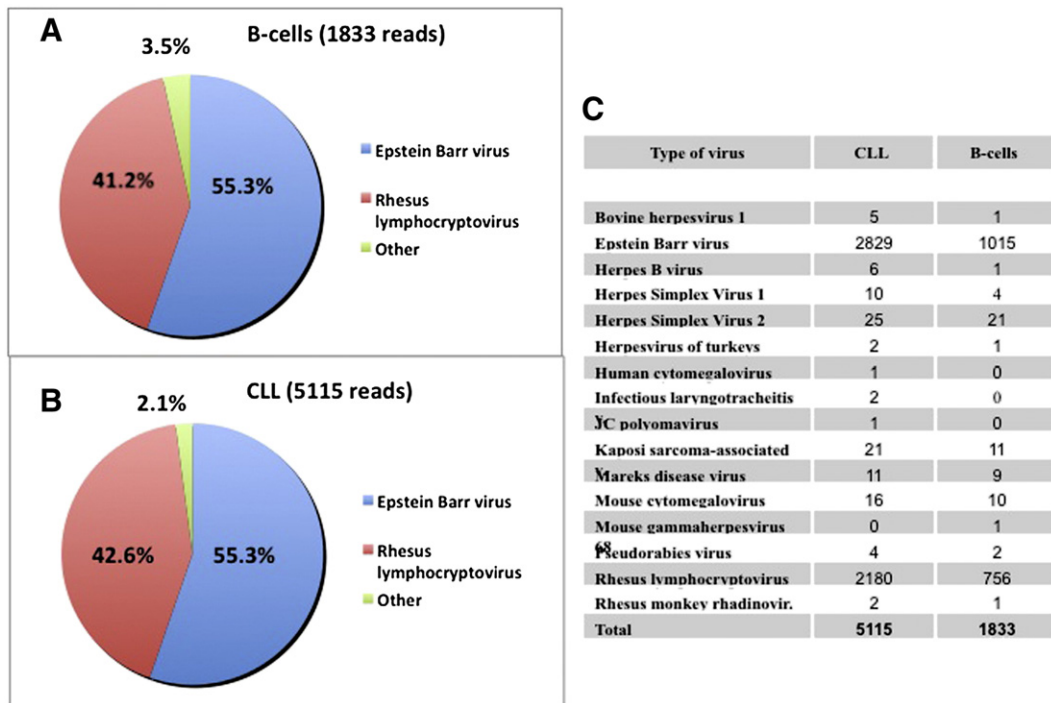 A
B-cells (1833 reads)
3.5%
41.2%
55.3%
Epstein Barr virus
Rhesus
lymphocryptovirus
Other
B
CLL (5115 reads)
2.1%
42.6%
55.3%
Epstein Barr virus
Rhesus
lymphocryptovirus
Other
C
Type of virus CLL B-cells
Bovine herpesvirus 1 5 1
Epstein Barr virus 2829 1015
Herpes B virus 6 1
Herpes Simplex Virus 1 10 4
Herpes Simplex Virus 2 25 21
Herpesvirus of turkeys 2 1
Human cytomegalovirus 1 0
Infectious laryngotracheitis 2 0
JC polyomavirus 1 0
Kaposi sarcoma-associated 21 11
Mareks disease virus 11 9
Mouse cytomegalovirus 16 10
Mouse gammaherpesvirus 0 1
68
Pseudorabies virus 4 2
Rhesus lymphocryptovirus 2180 756
Rhesus monkey rhadinovir. 2 1
Total 5115 1833